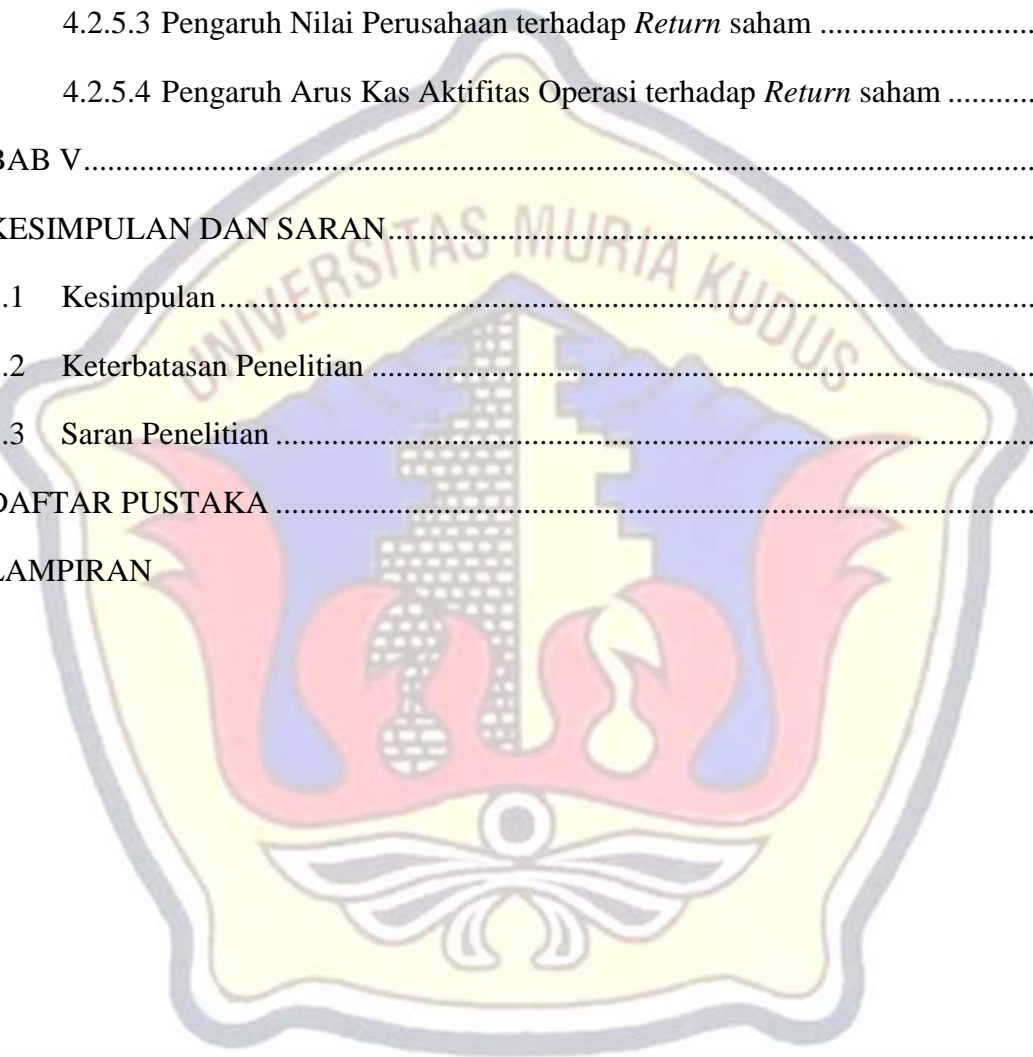 4.2.5.3 Pengaruh Nilai Perusahaan terhadap Return saham ...........................
4.2.5.4 Pengaruh Arus Kas Aktifitas Operasi terhadap Return saham ...........
BAB V.......................................................................................................................
KESIMPULAN DAN SARAN.................................................................................
.1 Kesimpulan.......................................................................................................
.2 Keterbatasan Penelitian ...................................................................................
.3 Saran Penelitian ...............................................................................................
DAFTAR PUSTAKA ...............................................................................................
LAMPIRAN
UNIVERSITAS MURIA KUDUS